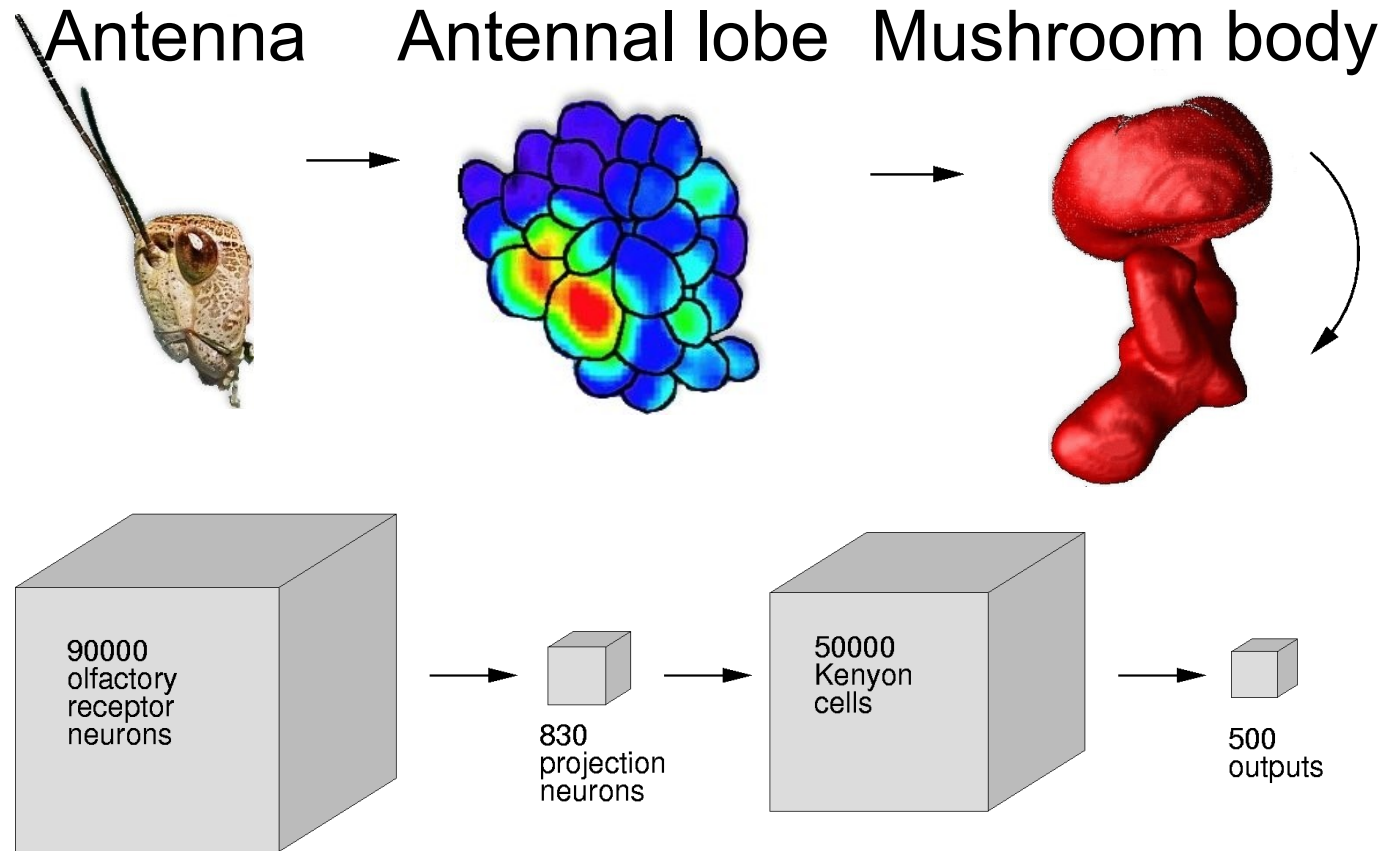 Antenna
Antennal lobe
Mushroom body
90000
olfactory
receptor
neurons
830
projection
neurons
50000
Kenyon
cells
500
outputs